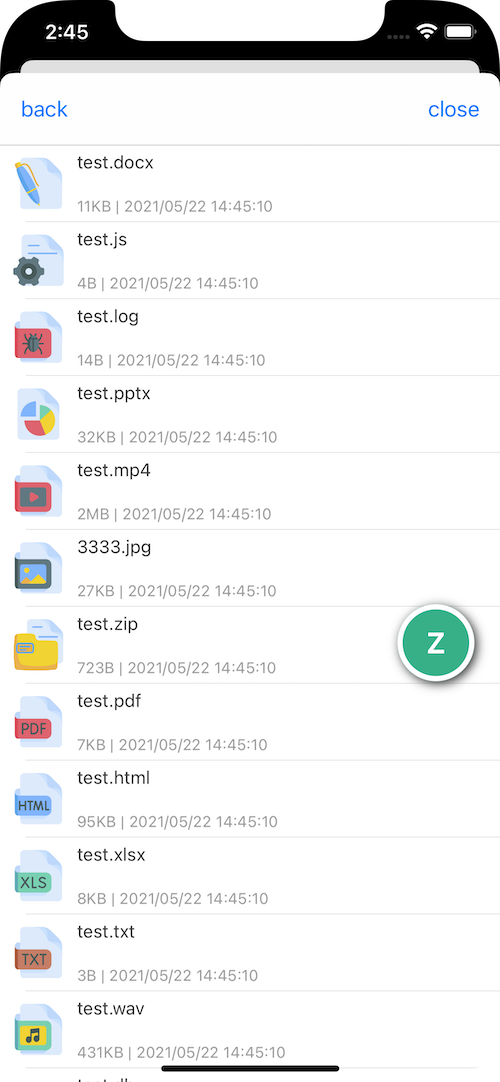 2:45
back close
test.docx
11KB | 2021/05/22 14:45:10
test.js
4B | 2021/05/22 14:45:10
test.log
14B | 2021/05/22 14:45:10
test.pptx
32KB | 2021/05/22 14:45:10
test.mp4
2MB | 2021/05/22 14:45:10
3333.jpg
27KB | 2021/05/22 14:45:10
test.zip
Z
723B | 2021/05/22 14:45:10
test.pdf
PDF
7KB | 2021/05/22 14:45:10
test.html
HTML
95KB | 2021/05/22 14:45:10
test.xlsx
XLS
8KB | 2021/05/22 14:45:10
test.txt
TXT
3B | 2021/05/22 14:45:10
test.wav
431KB | 2021/05/22 14:45:10